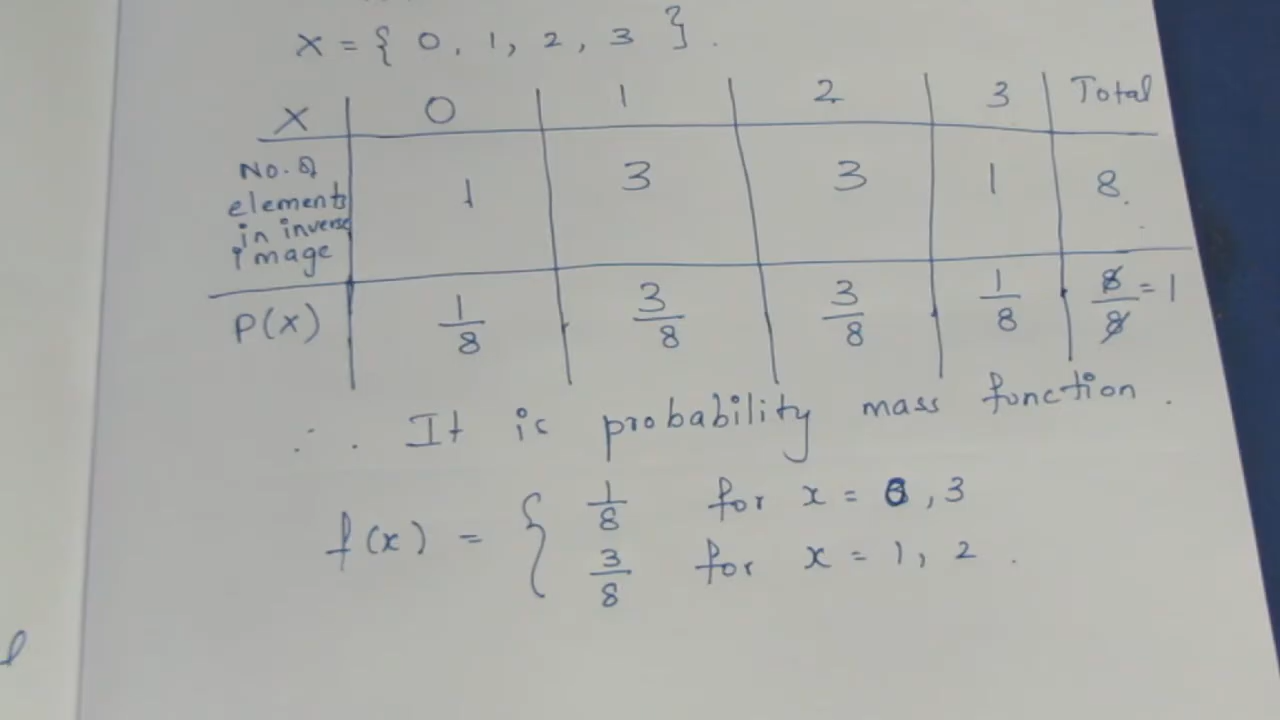 X = { 0, 1, 2, 3 }.
X 0 1 2 3 Total
No. of elements in inverse image 1 3 3 1 8.
P(X) 1/8 3/8 3/8 1/8 8/8 = 1
∴ It is probability mass function.
f(x) = { 1/8 for x = 0, 3
3/8 for x = 1, 2.